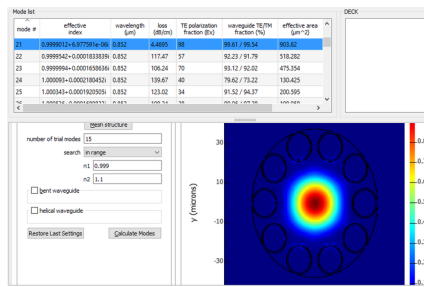 Mode list
DECK
mode # effective index wavelength (μm) loss (dB/cm) TE polarization fraction (Ex) waveguide TE/TM fraction (%) effective area (μm^2)
21 0.9999012+6.977591e-06i 0.852 4.4695 98 99.61 / 99.54 903.62
22 0.9999542+0.0001833839i 0.852 117.47 57 92.23 / 91.79 518.282
23 0.9999994+0.0001658636i 0.852 106.24 70 93.12 / 92.02 475.354
24 1.000093+0.0002180452i 0.852 139.67 40 79.62 / 73.22 130.425
25 1.000343+0.0001920505i 0.852 123.02 34 91.52 / 94.37 200.595
Mesh structure
number of trial modes 15
search in range
n1 0.999
n2 1.1
bent waveguide
helical waveguide
Restore Last Settings Calculate Modes
y (microns)
30
10
-10
-30